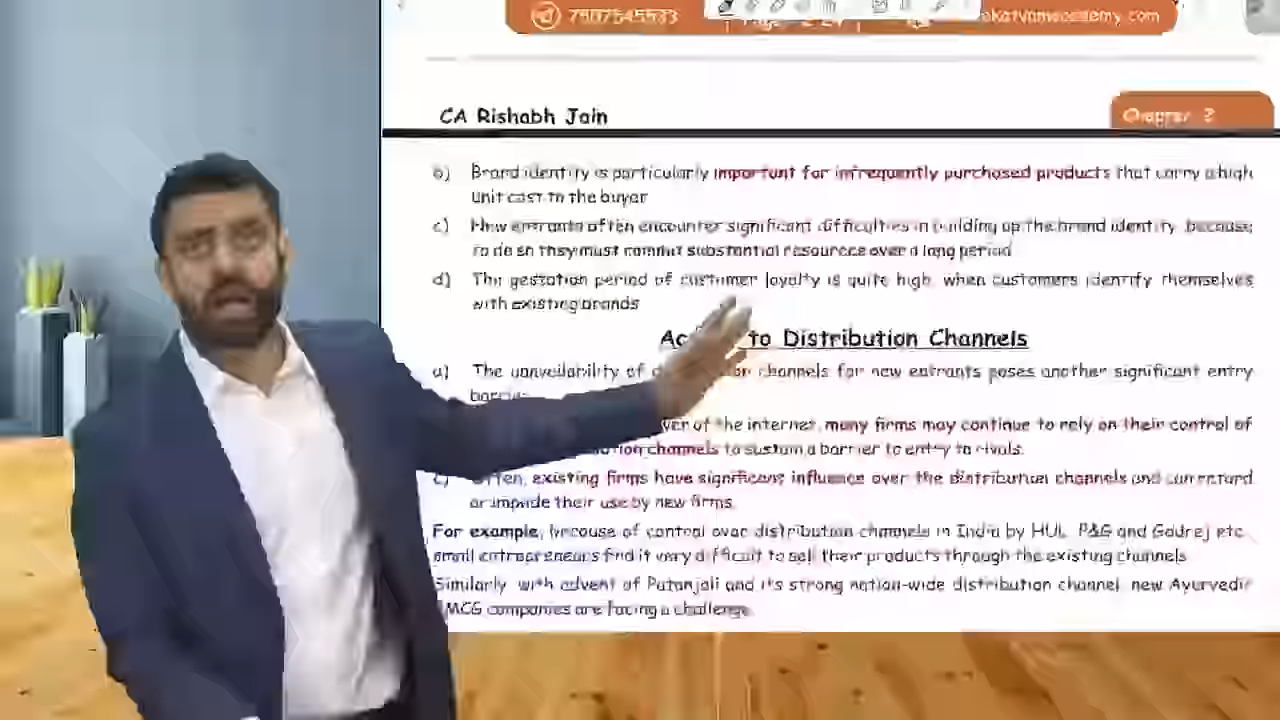 7507545533
CA Rishabh Jain
Chapter 2
b) Brand identity is particularly important for infrequently purchased products that carry a high
unit cost to the buyer
c) New entrants often encounter significant difficulties in building up the brand identity, because
to do so they must commit substantial resources over a long period
d) The gestation period of customer loyalty is quite high, when customers identify themselves
with existing brands
to Distribution Channels
a) The unavailability of channels for new entrants poses another significant entry
of the internet, many firms may continue to rely on their control of
channels to sustain a barrier to entry to rivals.
existing firms have significant influence over the distribution channels and can retard
or impede their use by new firms.
For example, because of control over distribution channels in India by HUL, P&G and Godrej etc.
small entrepreneurs find it very difficult to sell their products through the existing channels
Similarly, with advent of Patanjali and its strong nation-wide distribution channel, new Ayurvedic
companies are facing a challenge.